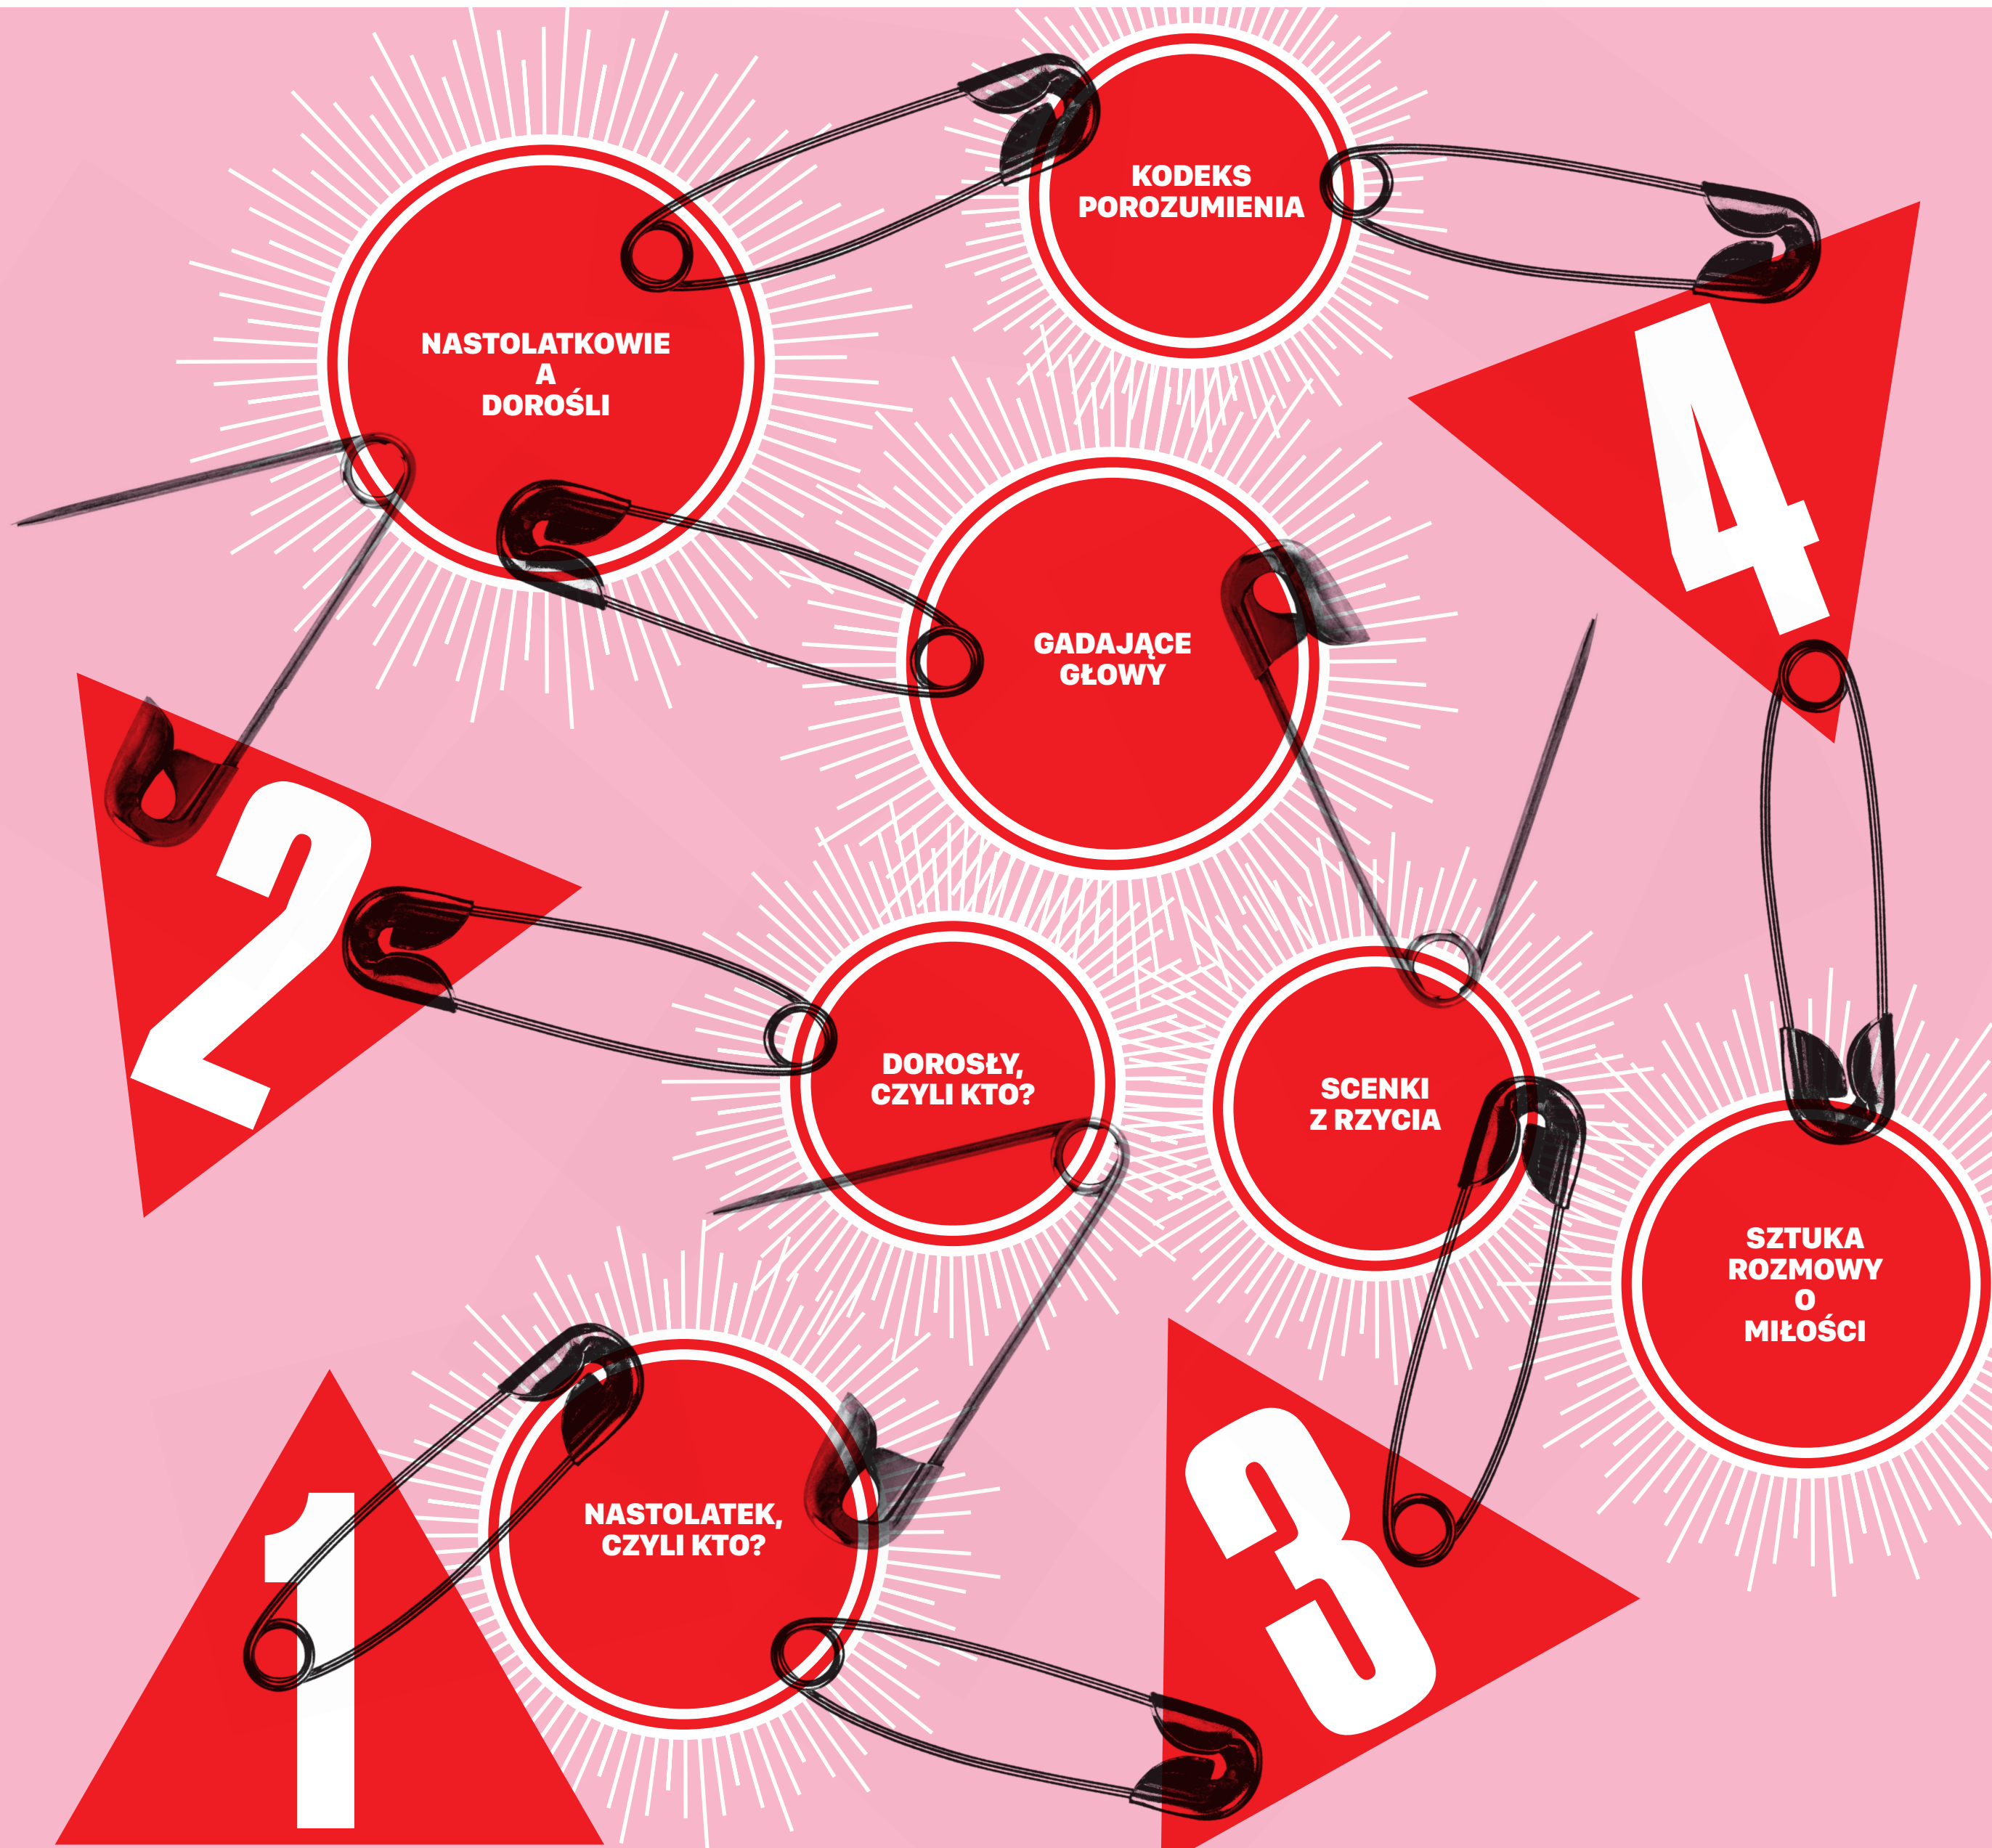 KODEKS
POROZUMIENIA
NASTOLATKOWIE
A
DOROŚLI
4
GADAJĄCE
GŁOWY
2
DOROSŁY,
CZYLI KTO?
SCENKI
Z RZYCIA
SZTUKA
ROZMOWY
O
MIŁOŚCI
1
NASTOLATEK,
CZYLI KTO?
3